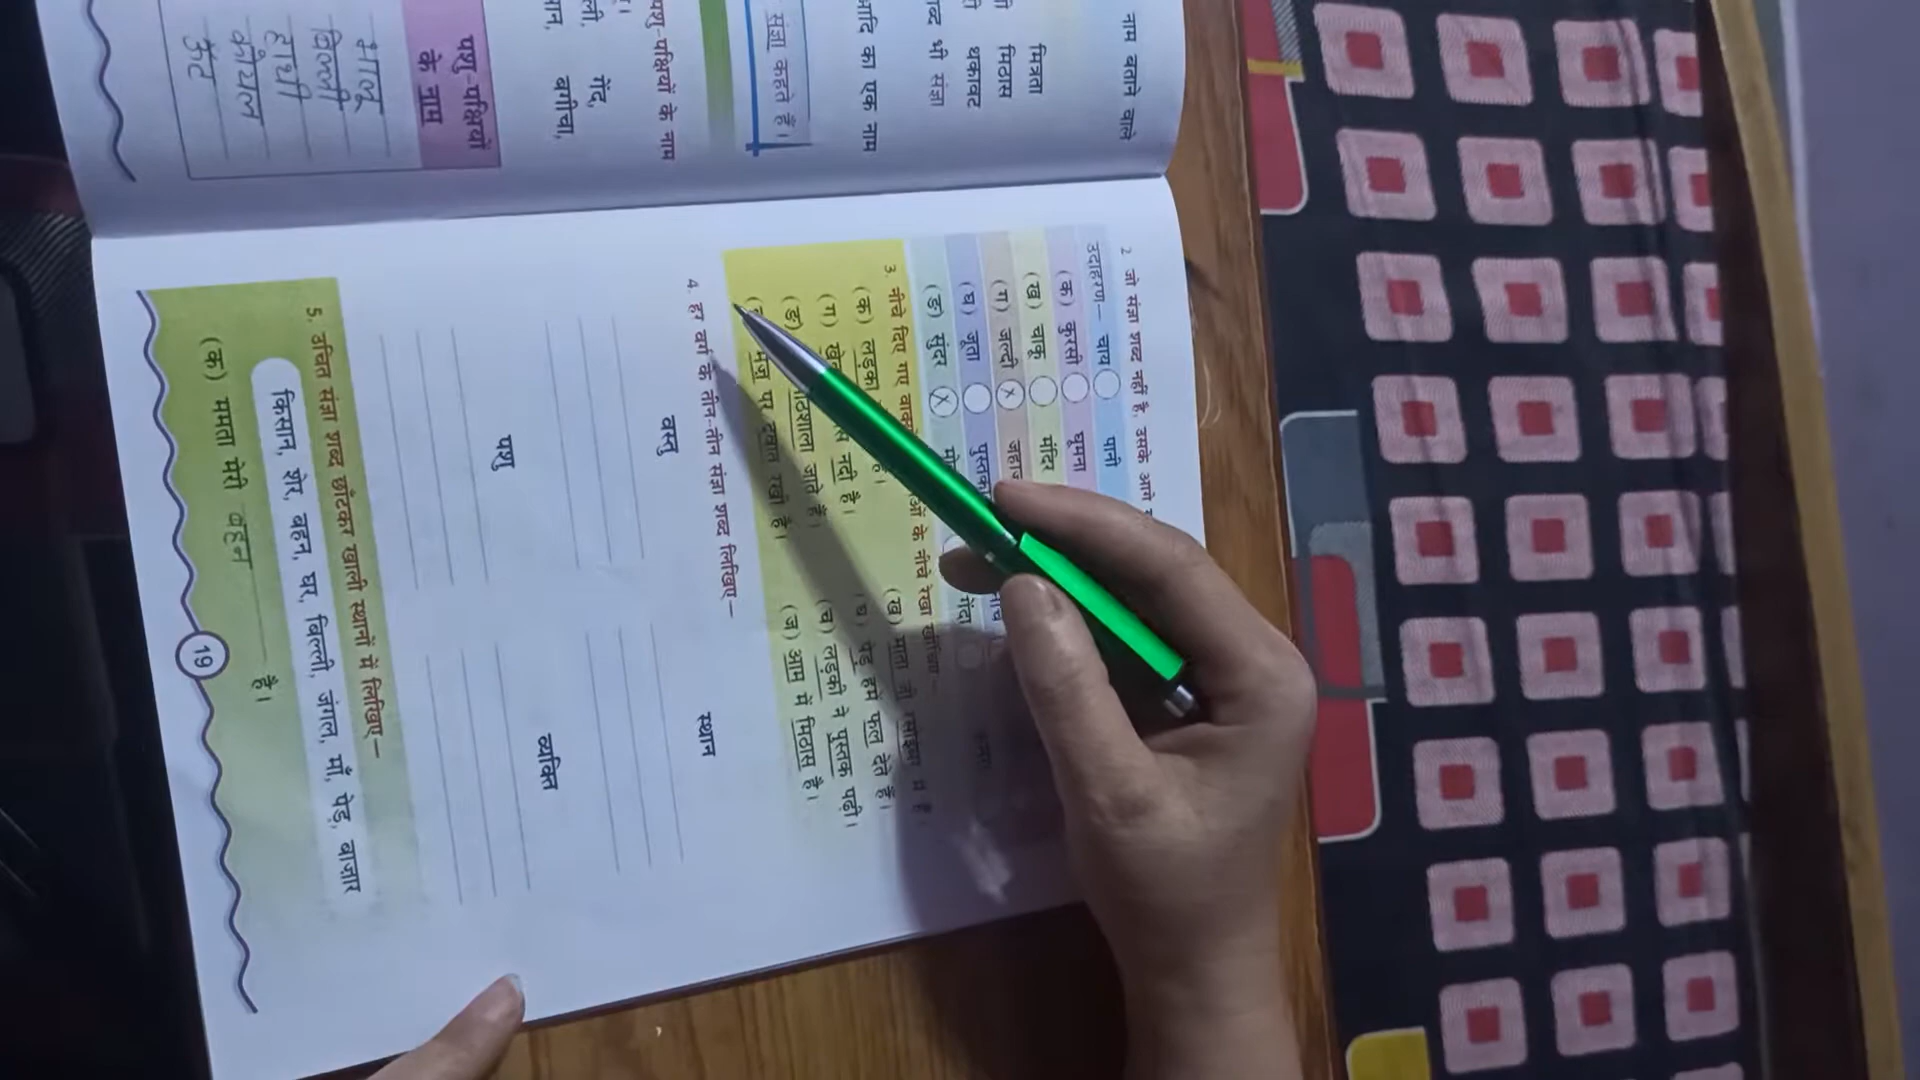 नाम बताने वाले
मित्रता
मिठास
थकावट
शब्द भी संज्ञा
आदि का एक नाम
संज्ञा कहते हैं।
पशु-पक्षियों के नाम
गेंद,
बगीचा,
पशु-पक्षियों
के नाम
भालू
बिल्ली
हाथी
कोयल
ऊँट
2. जो संज्ञा शब्द नहीं है, उसके आगे
उदाहरण— चाय पानी
(क) कुरसी घूमना
(ख) चाकू मंदिर
(ग) जल्दी X
(घ) जूता
(ङ) सुंदर X गेंदा
3. नीचे दिए गए के नीचे रेखा खींचिए—
(क) लड़का है। (ख) माता जी रसोइघर में हैं।
(ग) नदी है। पेड़ हमें फल देते हैं।
(ङ) पाठशाला जाते हैं। (च) लड़की ने पुस्तक पढ़ी।
मेज़ पर दवात रखी है। (ज) आम में मिठास है।
4. हर वर्ग के तीन-तीन संज्ञा शब्द लिखिए—
वस्तु स्थान
पशु व्यक्ति
5. उचित संज्ञा शब्द छाँटकर खाली स्थानों में लिखिए—
किसान, शेर, बहन, घर, बिल्ली, जंगल, माँ, पेड़, बाज़ार
(क) ममता मेरी बहन है।
19